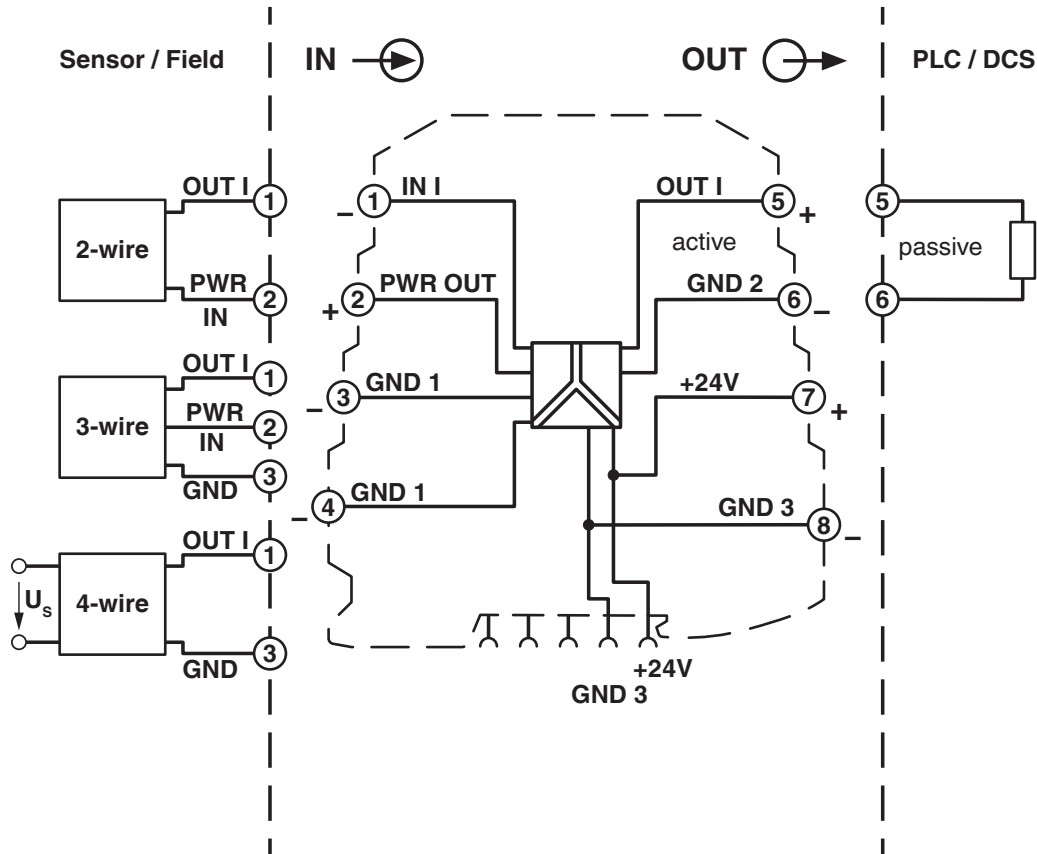 Sensor / Field
IN
OUT
PLC / DCS
OUT I
1
2-wire
PWR
IN
2
OUT I
1
3-wire
PWR
IN
2
GND
3
OUT I
1
4-wire
Us
GND
3
1
IN I
–
2
PWR OUT
+
3
GND 1
–
4
GND 1
–
OUT I
5
+
active
GND 2
6
–
+24V
7
+
GND 3
8
–
+24V
GND 3
5
passive
6